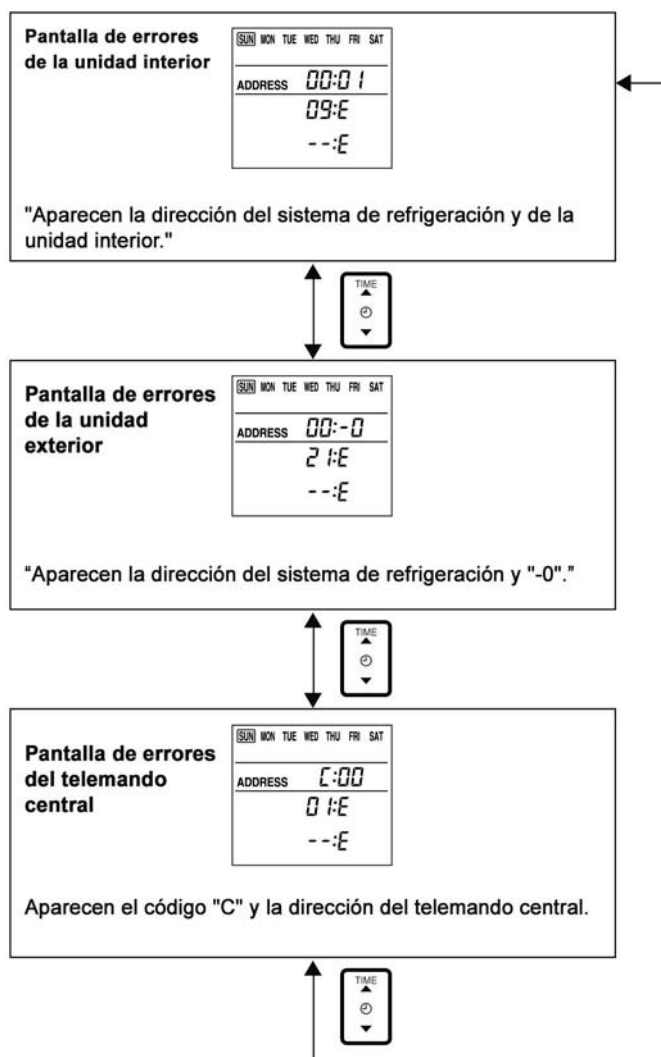 Pantalla de errores
de la unidad interior
SUN MON TUE WED THU FRI SAT
ADDRESS 00:01
09:E
--:E
"Aparecen la dirección del sistema de refrigeración y de la
unidad interior."
TIME
Pantalla de errores
de la unidad
exterior
SUN MON TUE WED THU FRI SAT
ADDRESS 00:-0
21:E
--:E
“Aparecen la dirección del sistema de refrigeración y "-0".”
TIME
Pantalla de errores
del telemando
central
SUN MON TUE WED THU FRI SAT
ADDRESS C:00
01:E
--:E
Aparecen el código "C" y la dirección del telemando central.
TIME